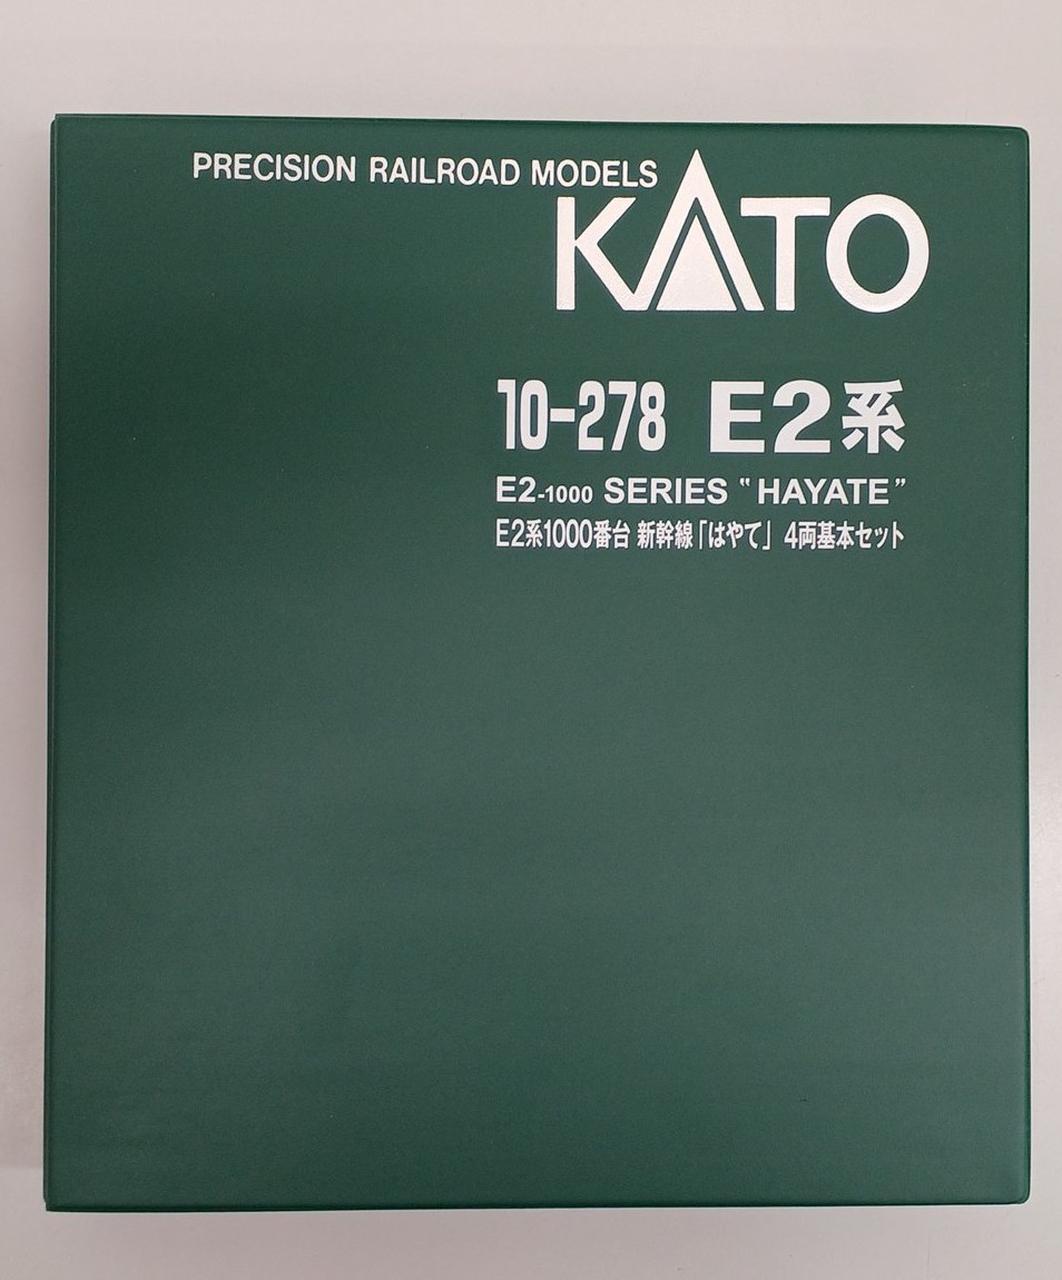 PRECISION RAILROAD MODELS
KATO
10-278 E2系
E2-1000 SERIES "HAYATE"
E2系1000番台 新幹線「はやて」 4両基本セット